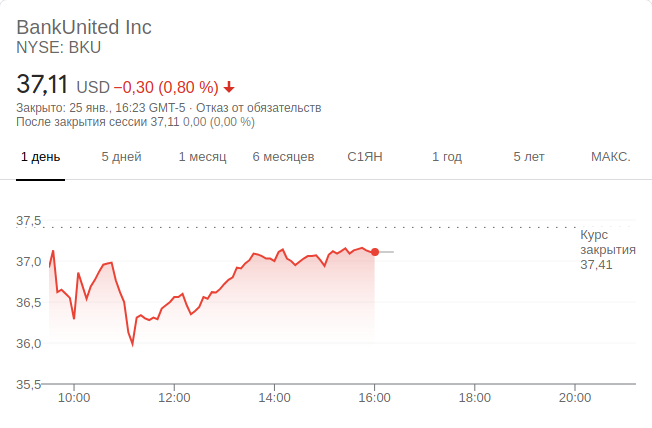 BankUnited Inc
NYSE: BKU
37,11 USD −0,30 (0,80 %)
Закрыто: 25 янв., 16:23 GMT-5 · Отказ от обязательств
После закрытия сессии 37,11 0,00 (0,00 %)
1 день 5 дней 1 месяц 6 месяцев С1ЯН 1 год 5 лет МАКС.
37,5
Курс
закрытия
37,41
37,0
36,5
36,0
35,5
10:00 12:00 14:00 16:00 18:00 20:00